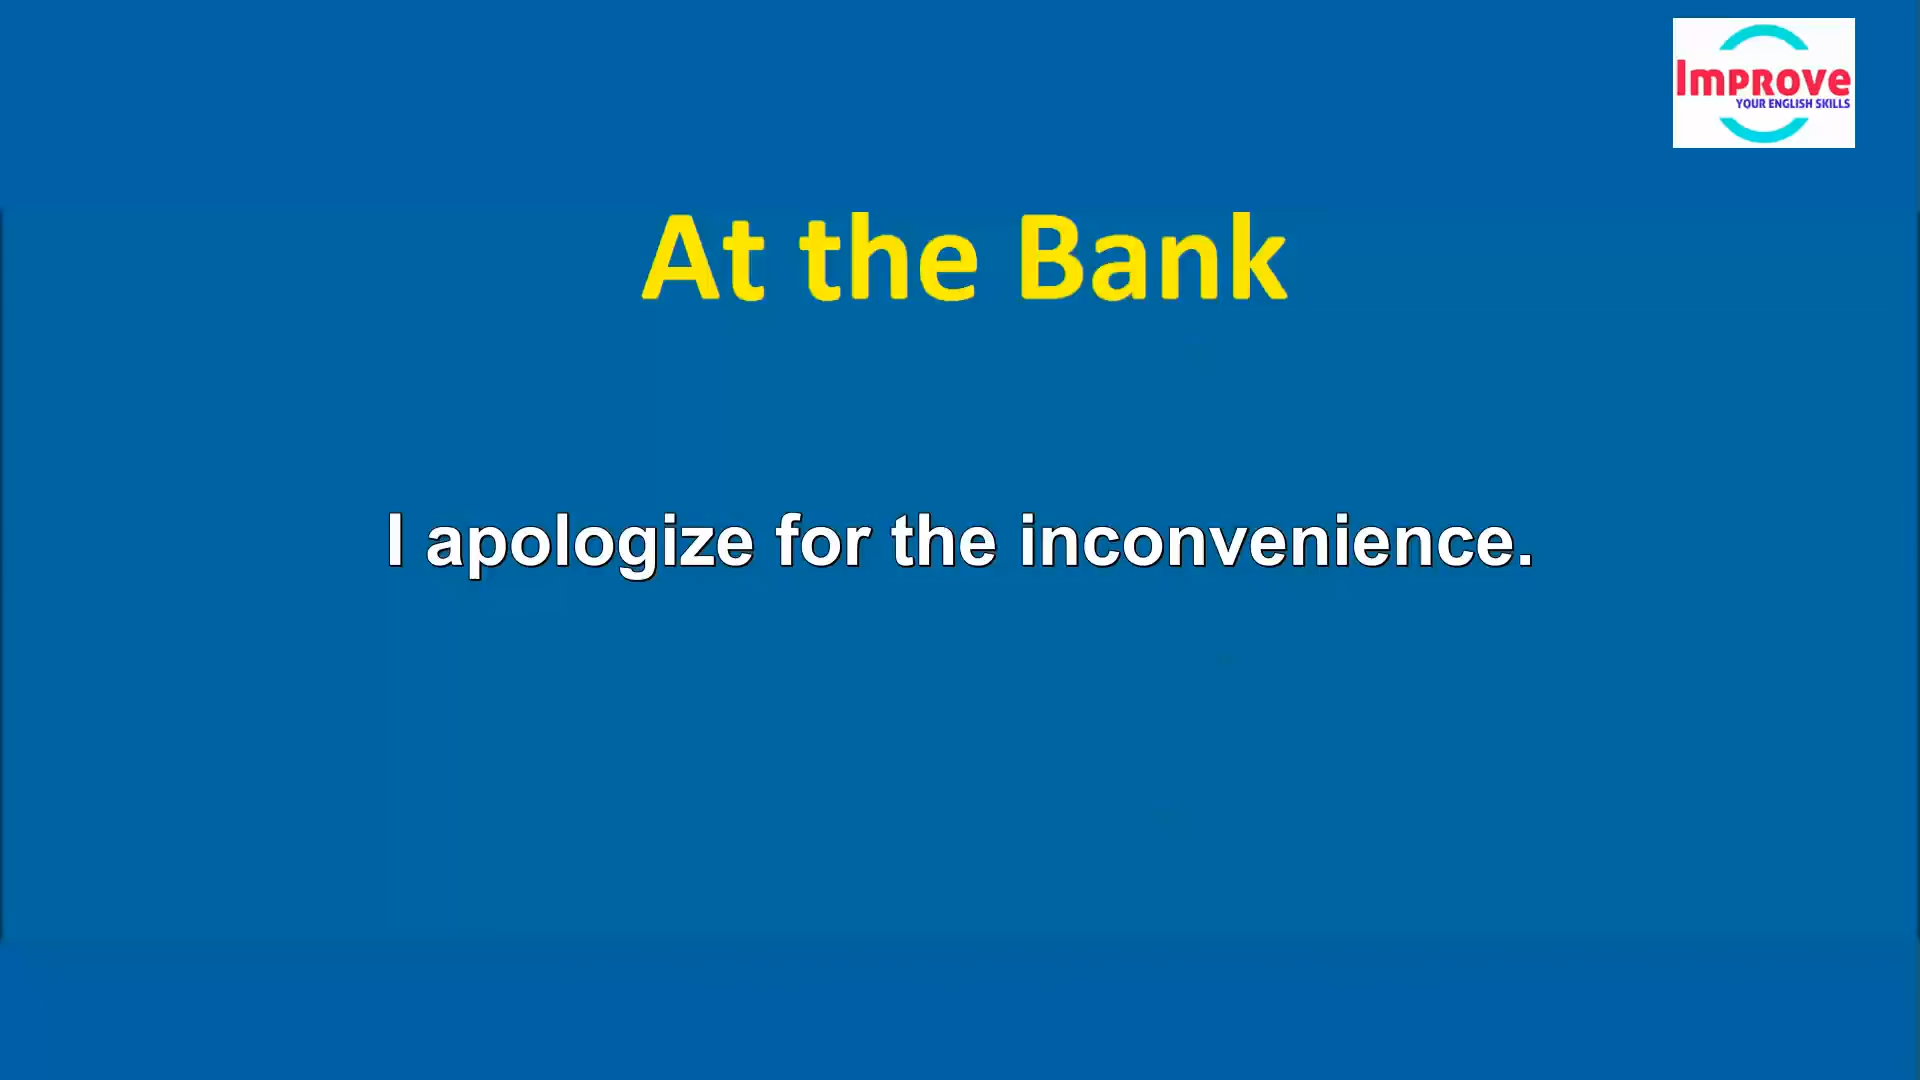 Improve
YOUR ENGLISH SKILLS
At the Bank
I apologize for the inconvenience.